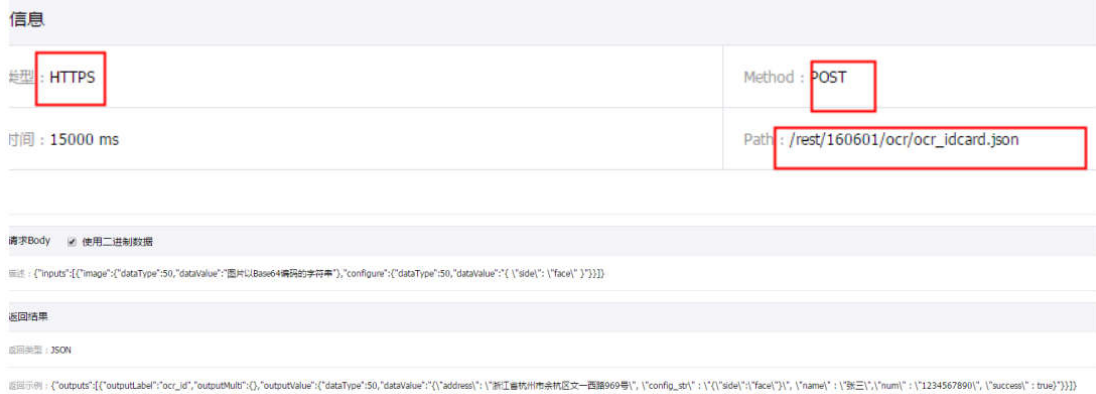 信息
类型：HTTPS
Method：POST
时间：15000 ms
Path：/rest/160601/ocr/ocr_idcard.json
请求Body 使用二进制数据
描述：{"inputs":[{"image":{"dataType":50,"dataValue":"图片以Base64编码的字符串"},"configure":{"dataType":50,"dataValue":"{ \"side\": \"face\" }"}}]}
返回结果
返回类型：JSON
返回示例：{"outputs":[{"outputLabel":"ocr_id","outputMulti":{},"outputValue":{"dataType":50,"dataValue":"{\"address\": \"浙江省杭州市余杭区文一西路969号\", \"config_str\" : \"{\"side\":\"face\"}\", \"name\" : \"张三\",\"num\" : \"1234567890\", \"success\" : true}"}}]}